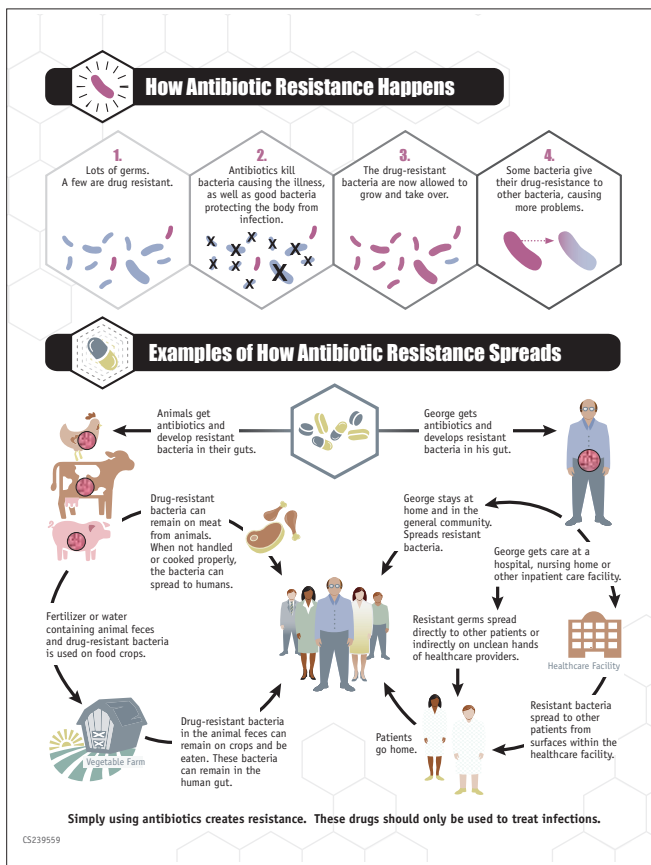 How Antibiotic Resistance Happens
1.
Lots of germs.
A few are drug resistant.
2.
Antibiotics kill
bacteria causing the illness,
as well as good bacteria
protecting the body from
infection.
3.
The drug-resistant
bacteria are now allowed to
grow and take over.
4.
Some bacteria give
their drug-resistance to
other bacteria, causing
more problems.
X
X
X
X
X
X
X
X
X
X
X
Examples of How Antibiotic Resistance Spreads
Animals get
antibiotics and
develop resistant
bacteria in their guts.
George gets
antibiotics and
develops resistant
bacteria in his gut.
Drug-resistant
bacteria can
remain on meat
from animals.
When not handled
or cooked properly,
the bacteria can
spread to humans.
George stays at
home and in the
general community.
Spreads resistant
bacteria.
George gets care at a
hospital, nursing home or
other inpatient care facility.
Fertilizer or water
containing animal feces
and drug-resistant bacteria
is used on food crops.
Resistant germs spread
directly to other patients or
indirectly on unclean hands
of healthcare providers.
Healthcare Facility
Vegetable Farm
Drug-resistant bacteria
in the animal feces can
remain on crops and be
eaten. These bacteria
can remain in the
human gut.
Patients
go home.
Resistant bacteria
spread to other
patients from
surfaces within the
healthcare facility.
Simply using antibiotics creates resistance. These drugs should only be used to treat infections.
CS239559